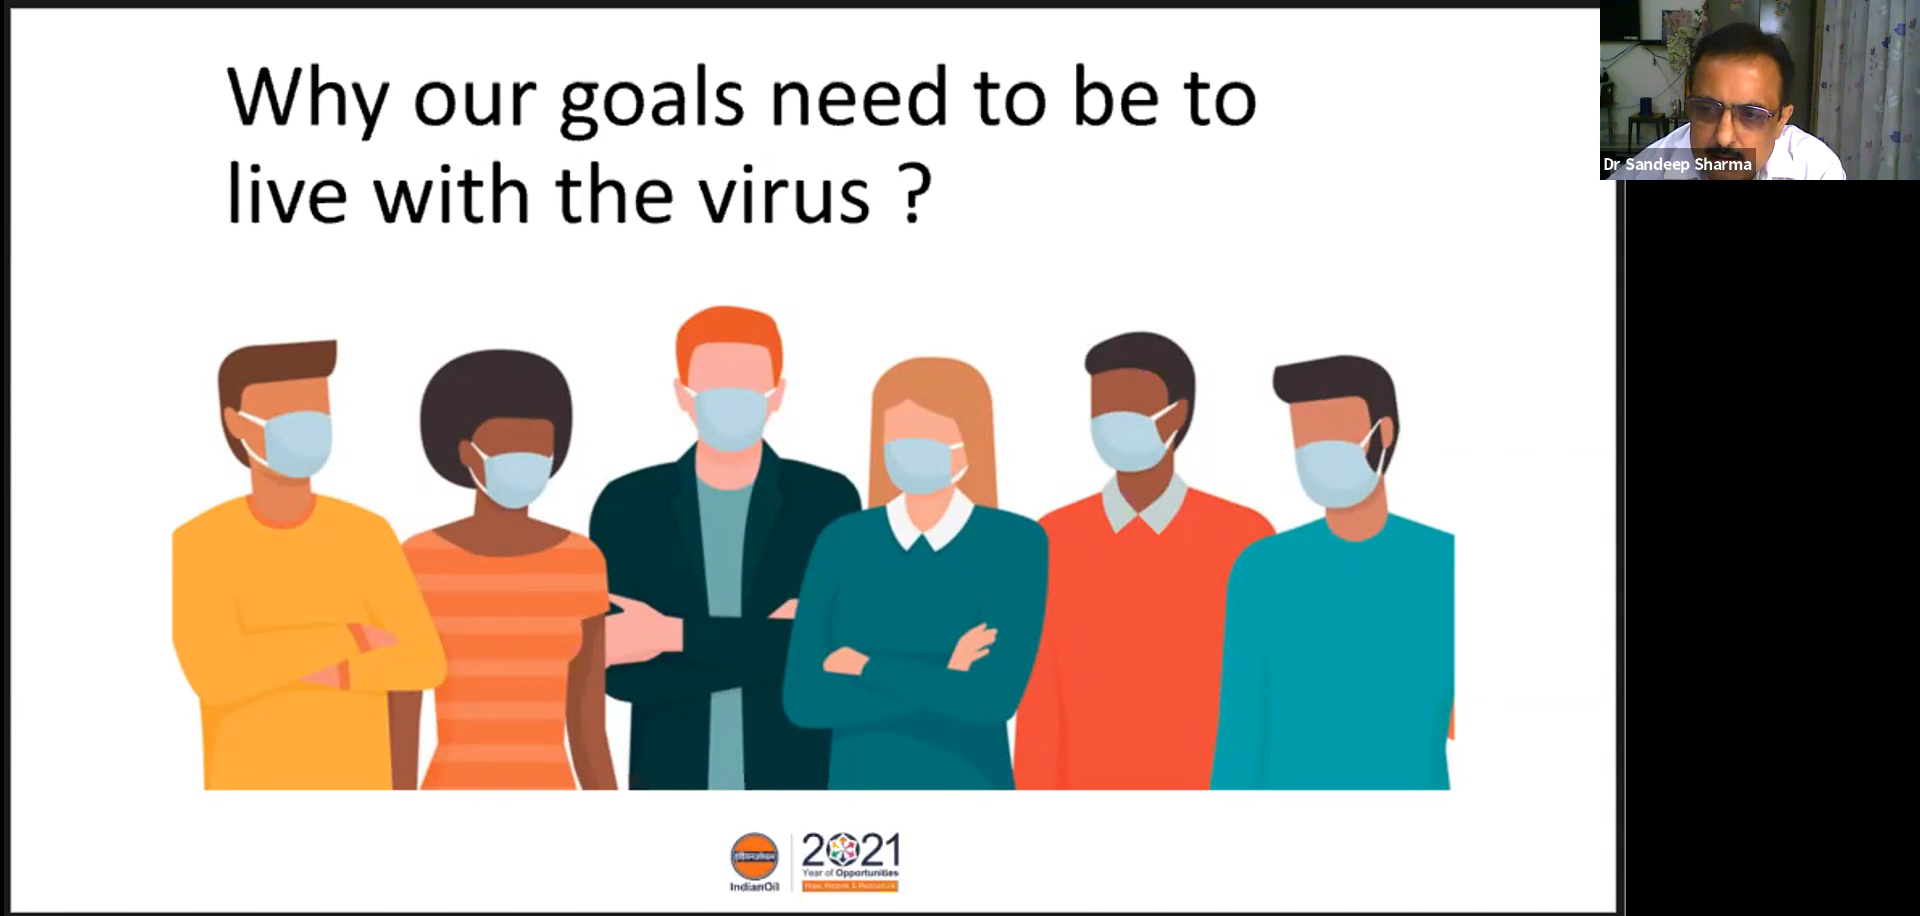 Why our goals need to be to
live with the virus ?
Dr Sandeep Sharma
इंडियनऑयल
IndianOil
2021
Year of Opportunities